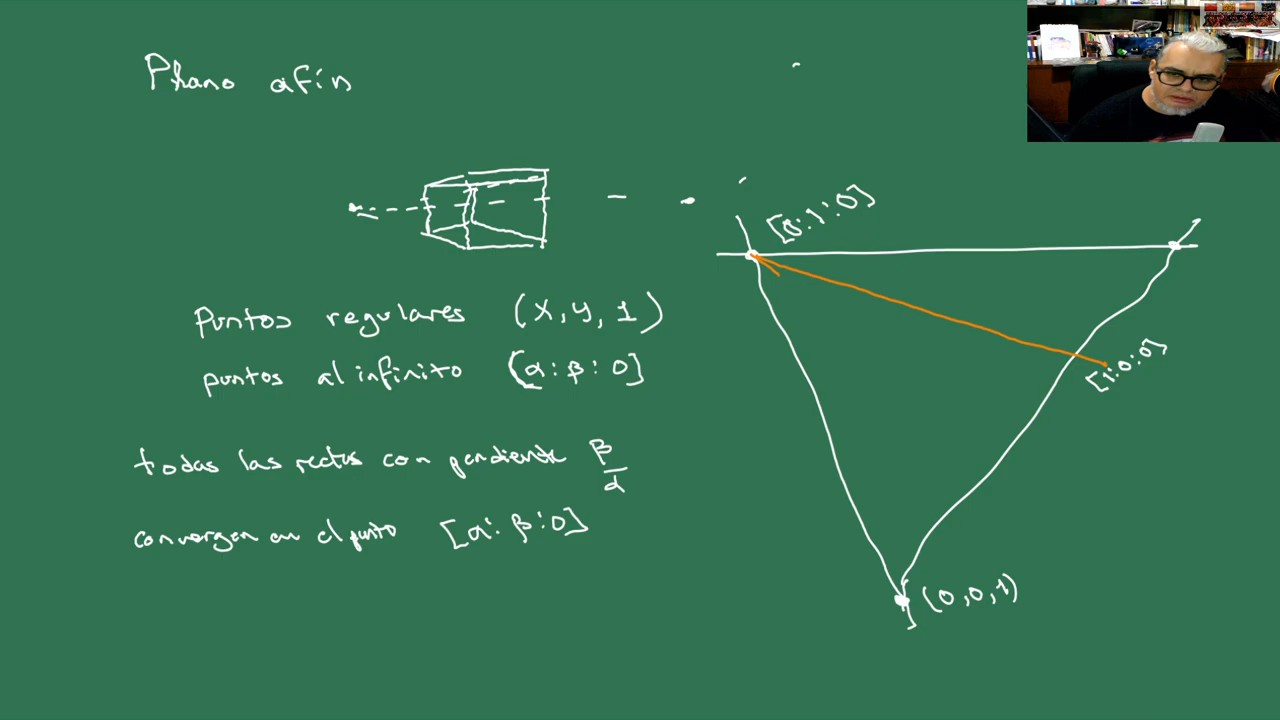 Plano afín
[0:1:0]
Puntos regulares (x, y, 1)
puntos al infinito [α:β:0]
[1:0:0]
todas las rectas con pendiente β/α
convergen en el punto [α:β:0]
(0,0,1)